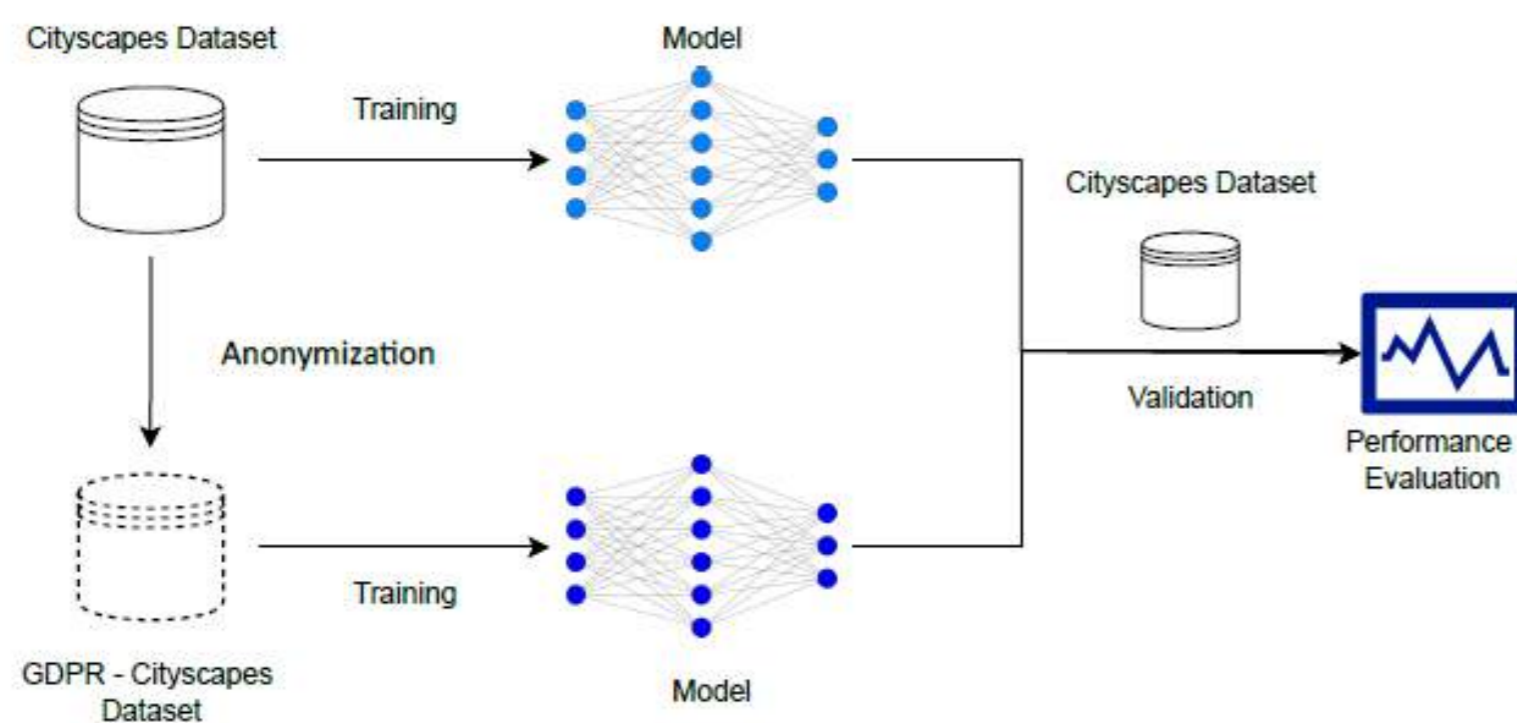 Cityscapes Dataset
Model
Training
Cityscapes Dataset
Anonymization
Validation
Performance
Evaluation
Training
GDPR - Cityscapes
Dataset
Model